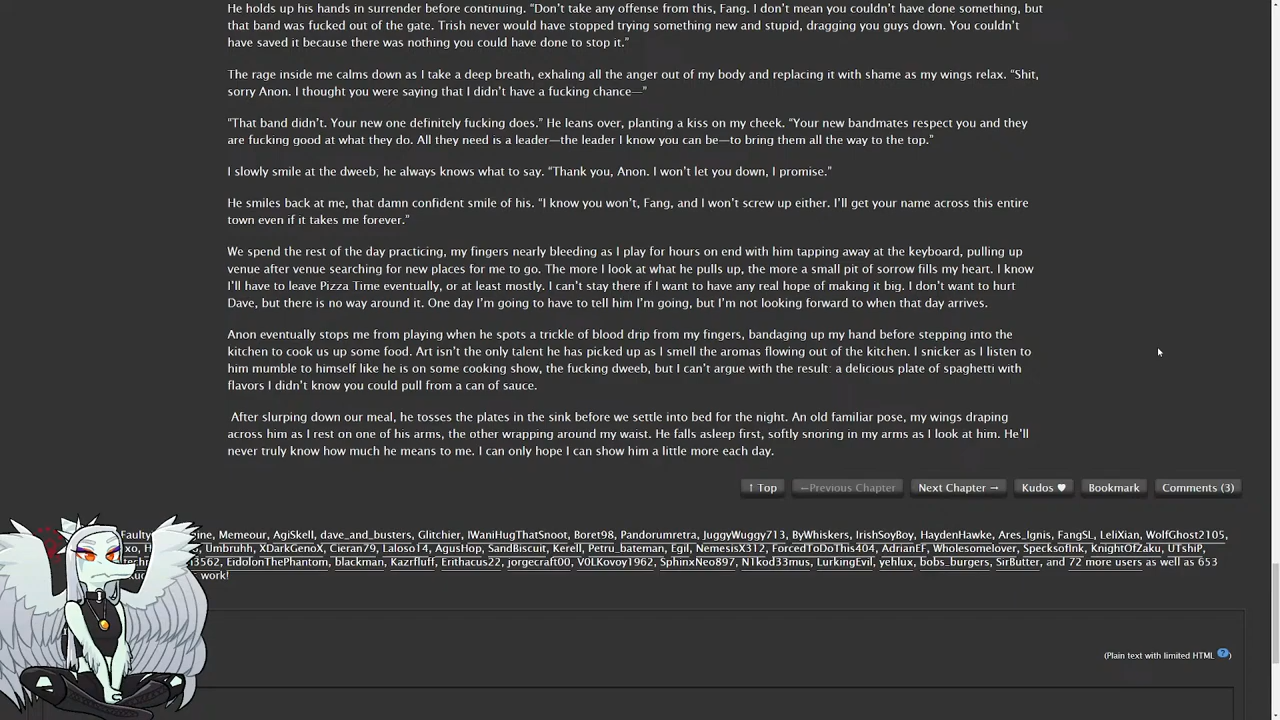 He holds up his hands in surrender before continuing. “Don’t take any offense from this, Fang. I don’t mean you couldn’t have done something, but
that band was fucked out of the gate. Trish never would have stopped trying something new and stupid, dragging you guys down. You couldn’t
have saved it because there was nothing you could have done to stop it.”
The rage inside me calms down as I take a deep breath, exhaling all the anger out of my body and replacing it with shame as my wings relax. “Shit,
sorry Anon. I thought you were saying that I didn’t have a fucking chance—”
“That band didn’t. Your new one definitely fucking does.” He leans over, planting a kiss on my cheek. “Your new bandmates respect you and they
are fucking good at what they do. All they need is a leader—the leader I know you can be—to bring them all the way to the top.”
I slowly smile at the dweeb, he always knows what to say. “Thank you, Anon. I won’t let you down, I promise.”
He smiles back at me, that damn confident smile of his. “I know you won’t, Fang, and I won’t screw up either. I’ll get your name across this entire
town even if it takes me forever.”
We spend the rest of the day practicing, my fingers nearly bleeding as I play for hours on end with him tapping away at the keyboard, pulling up
venue after venue searching for new places for me to go. The more I look at what he pulls up, the more a small pit of sorrow fills my heart. I know
I’ll have to leave Pizza Time eventually, or at least mostly. I can’t stay there if I want to have any real hope of making it big. I don’t want to hurt
Dave, but there is no way around it. One day I’m going to have to tell him I’m going, but I’m not looking forward to when that day arrives.
Anon eventually stops me from playing when he spots a trickle of blood drip from my fingers, bandaging up my hand before stepping into the
kitchen to cook us up some food. Art isn’t the only talent he has picked up as I smell the aromas flowing out of the kitchen. I snicker as I listen to
him mumble to himself like he is on some cooking show, the fucking dweeb, but I can’t argue with the result: a delicious plate of spaghetti with
flavors I didn’t know you could pull from a can of sauce.
After slurping down our meal, he tosses the plates in the sink before we settle into bed for the night. An old familiar pose, my wings draping
across him as I rest on one of his arms, the other wrapping around my waist. He falls asleep first, softly snoring in my arms as I look at him. He’ll
never truly know how much he means to me. I can only hope I can show him a little more each day.
↑ Top ←Previous Chapter Next Chapter → Kudos ♥ Bookmark Comments (3)
Faulty ine, Memeour, AgiSkell, dave_and_busters, Glitchier, IWaniHugThatSnoot, Boret98, Pandorumretra, JuggyWuggy713, ByWhiskers, IrishSoyBoy, HaydenHawke, Ares_Ignis, FangSL, LeliXian, WolfGhost2105,
Umbruhh, XDarkGenoX, Cieran79, Laloso14, AgusHop, SandBiscuit, Kerell, Petru_bateman, Egil, NemesisX312, ForcedToDoThis404, AdrianEF, Wholesomelover, SpecksofInk, KnightOfZaku, UTshiP,
13562, EidolonThePhantom, blackman, Kazrfluff, Erithacus22, jorgecraft00, V0LKovoy1962, SphinxNeo897, NTkod33mus, LurkingEvil, yehlux, bobs_burgers, SirButter, and 72 more users as well as 653
work!
(Plain text with limited HTML ?)